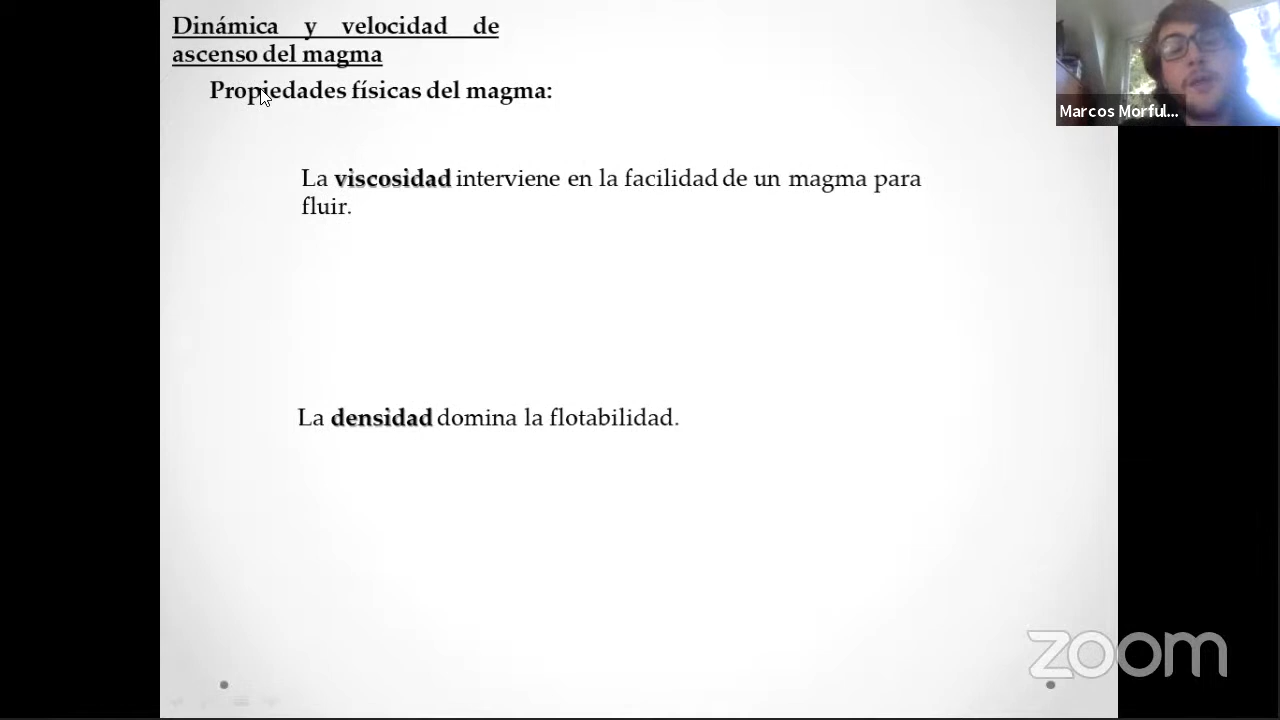 Dinámica y velocidad de
ascenso del magma
Propiedades físicas del magma:
Marcos Morful...
La viscosidad interviene en la facilidad de un magma para
fluir.
La densidad domina la flotabilidad.
zoom